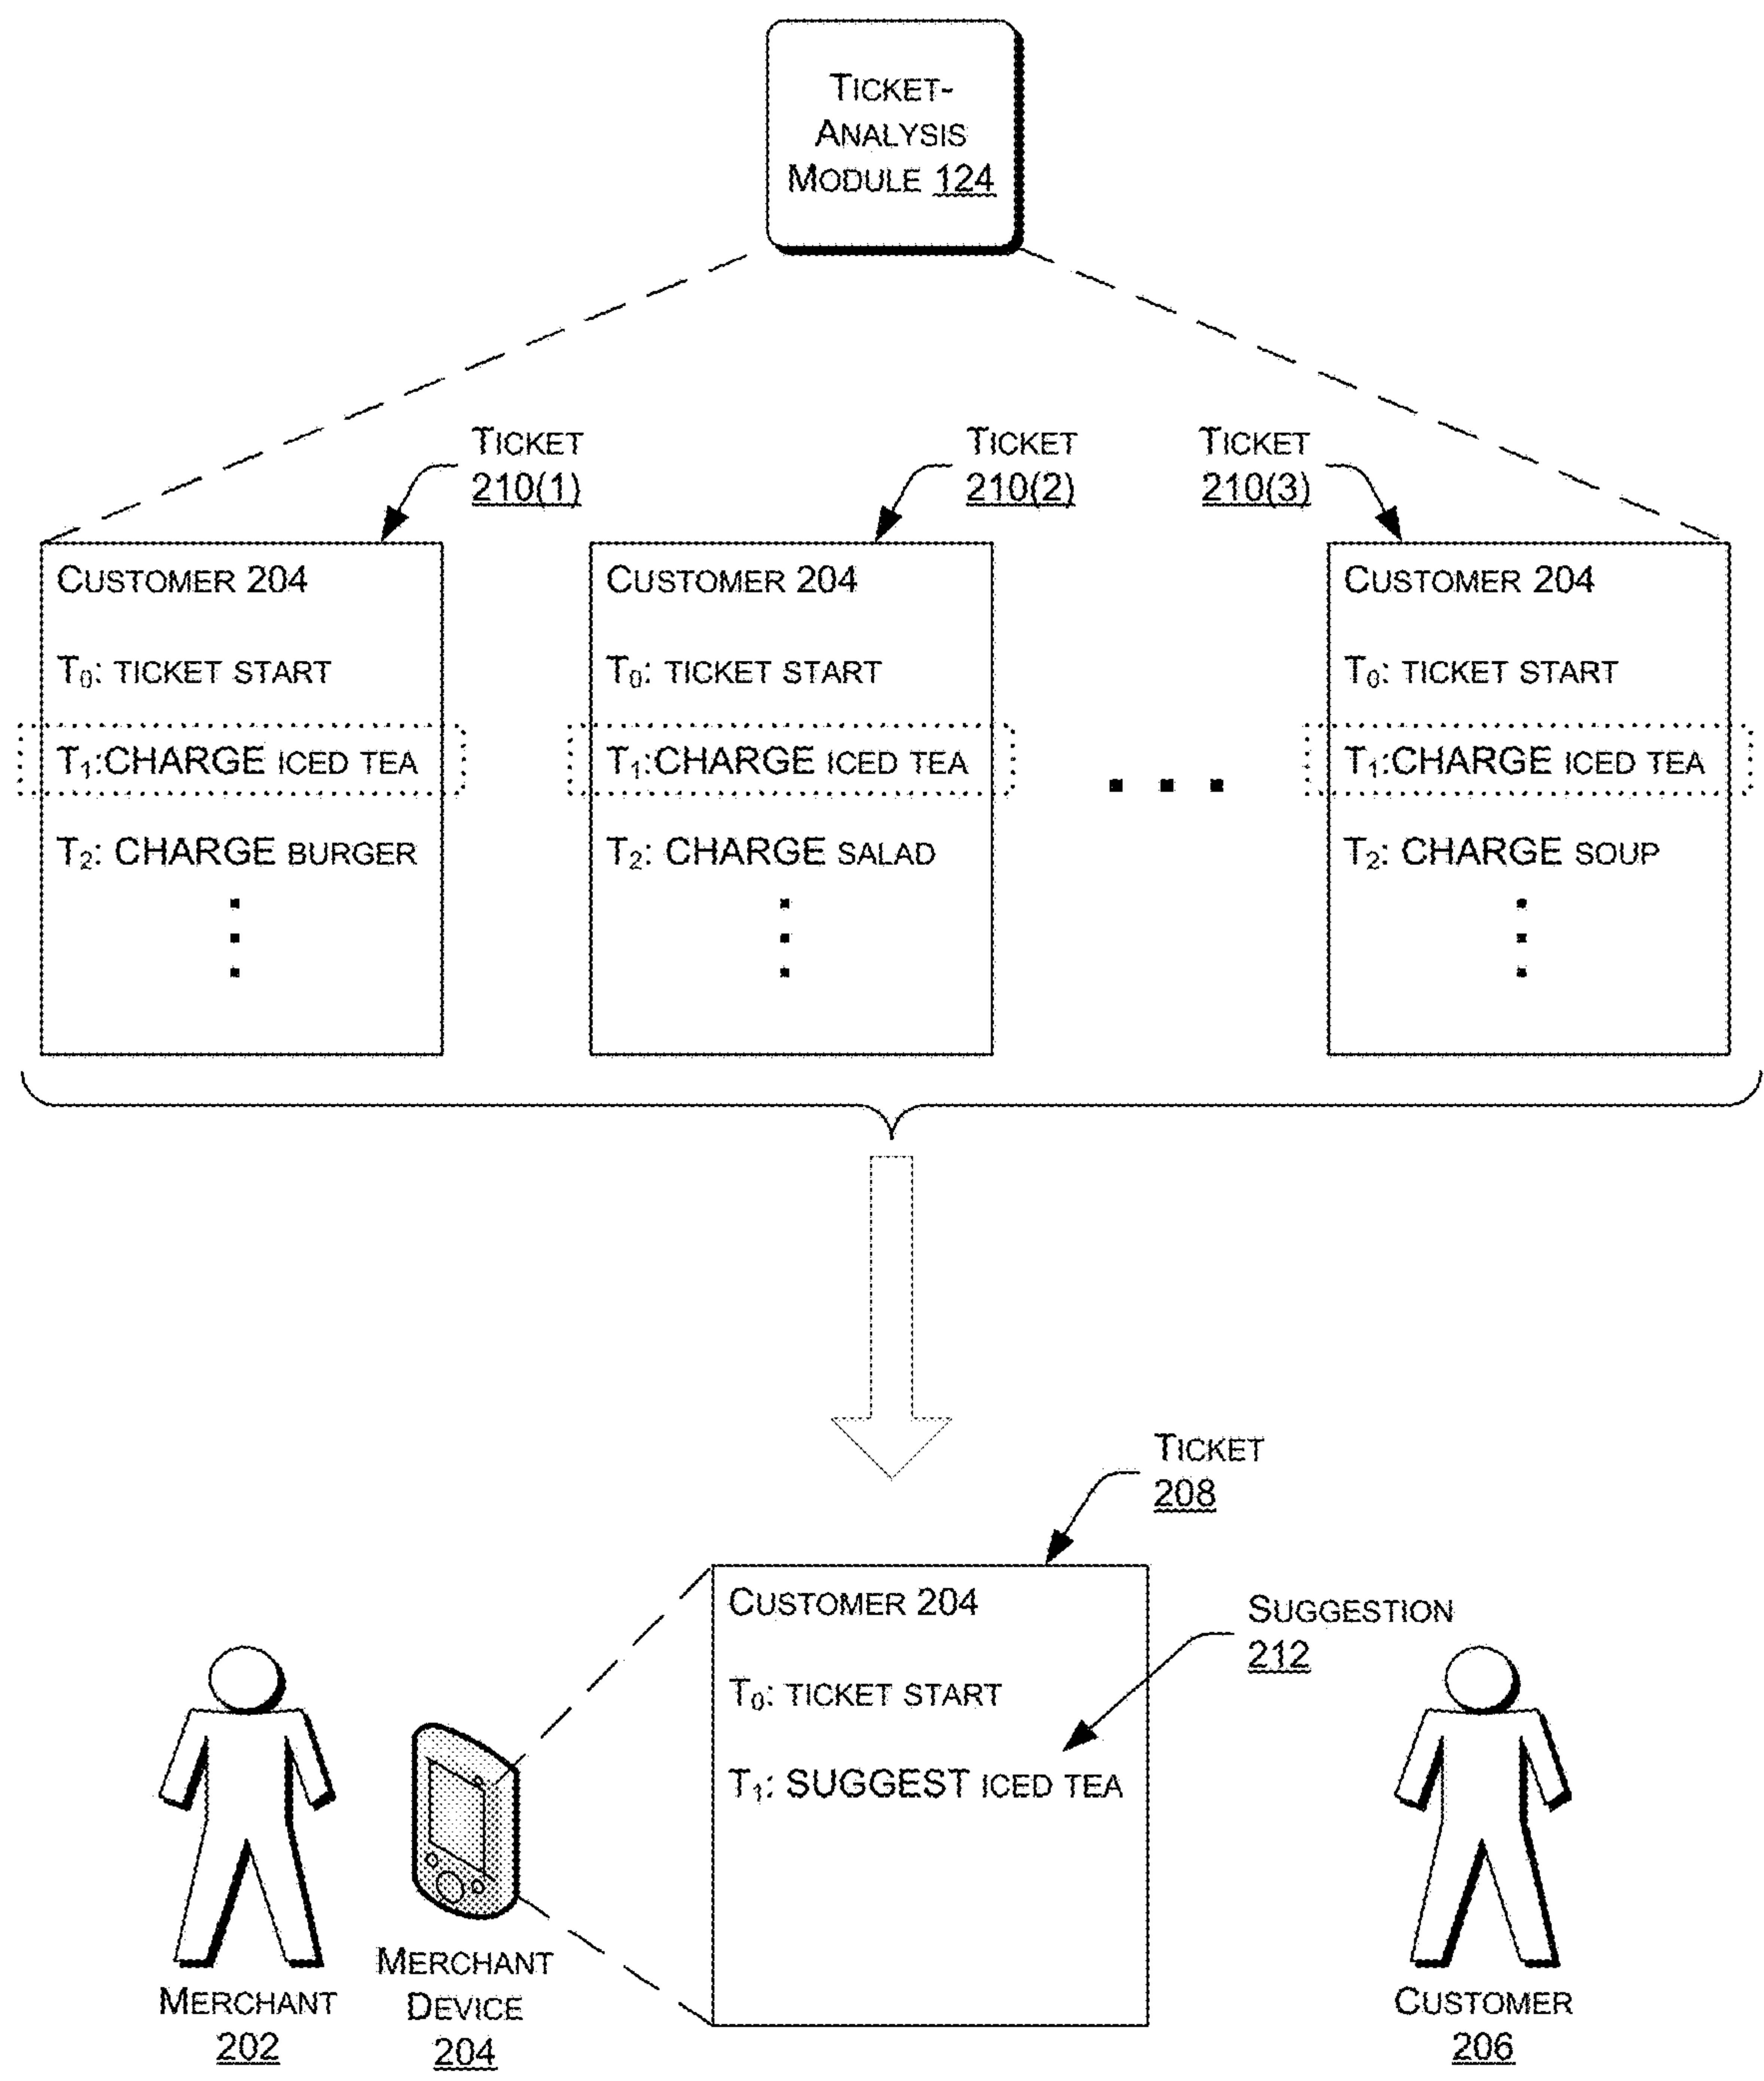 TICKET-
ANALYSIS
MODULE 124
TICKET
210(1)
TICKET
210(2)
TICKET
210(3)
CUSTOMER 204
T0: TICKET START
T1:CHARGE ICED TEA
T2: CHARGE BURGER
CUSTOMER 204
T0: TICKET START
T1:CHARGE ICED TEA
T2: CHARGE SALAD
CUSTOMER 204
T0: TICKET START
T1:CHARGE ICED TEA
T2: CHARGE SOUP
TICKET
208
CUSTOMER 204
T0: TICKET START
T1: SUGGEST ICED TEA
SUGGESTION
212
MERCHANT
202
MERCHANT
DEVICE
204
CUSTOMER
206